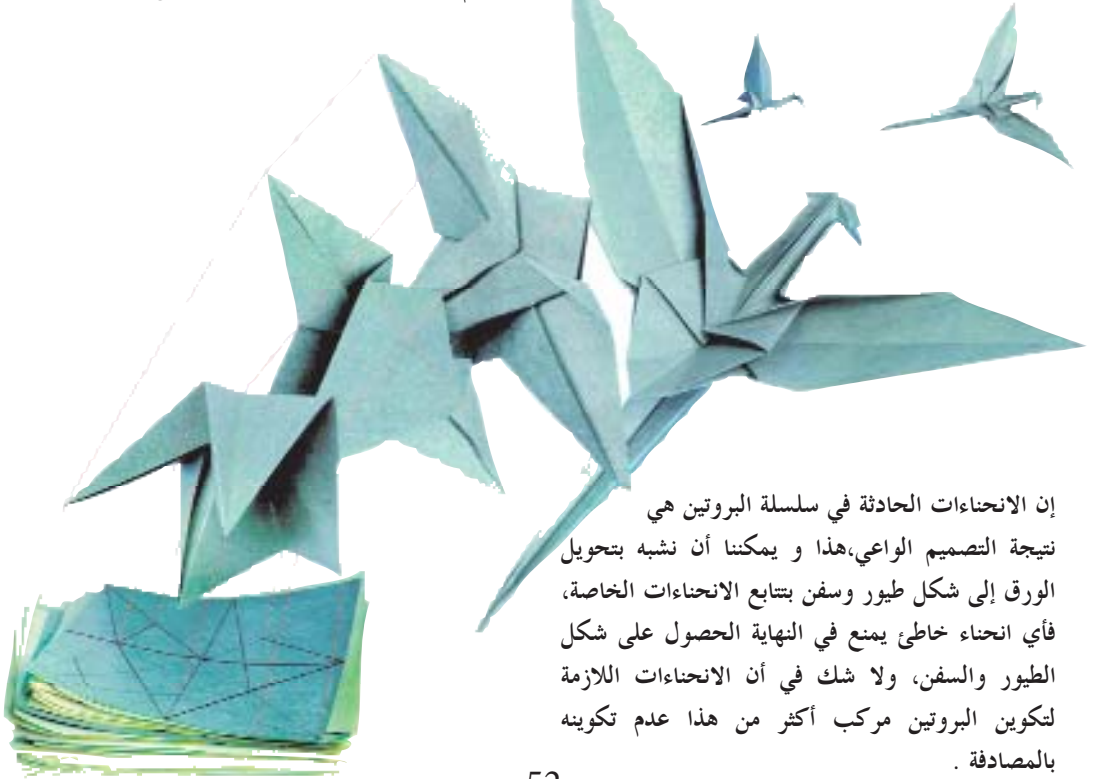 إن الانحناءات الحادثة في سلسلة البروتين هي
نتيجة التصميم الواعي،هذا و يمكننا أن نشبه بتحويل
الورق إلى شكل طيور وسفن بتتابع الانحناءات الخاصة،
فأي انحناء خاطئ يمنع في النهاية الحصول على شكل
الطيور والسفن، ولا شك في أن الانحناءات اللازمة
لتكوين البروتين مركب أكثر من هذا عدم تكوينه
بالمصادفة .